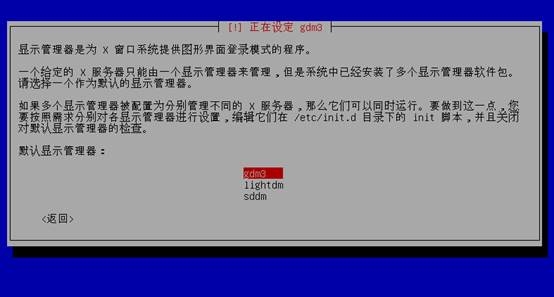 [!] 正在设定 gdm3
显示管理器是为 X 窗口系统提供图形界面登录模式的程序。
一个给定的 X 服务器只能由一个显示管理器来管理，但是系统中已经安装了多个显示管理器软件包。
请选择一个作为默认的显示管理器。
如果多个显示管理器被配置为分别管理不同的 X 服务器，那么它们可以同时运行。要做到这一点，您
要按照需求分别对各显示管理器进行设置，编辑它们在 /etc/init.d 目录下的 init 脚本，并且关闭
对默认显示管理器的检查。
默认显示管理器：
gdm3
lightdm
sddm
<返回>